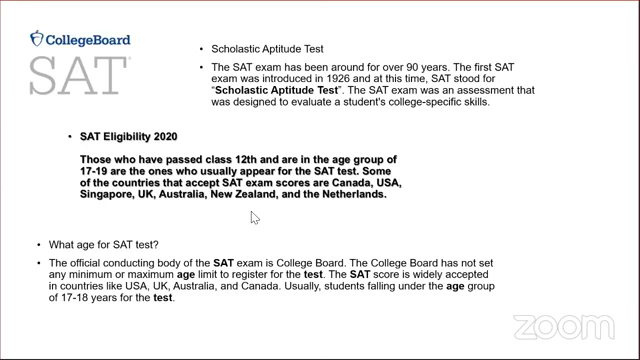 CollegeBoard
SAT
• Scholastic Aptitude Test
• The SAT exam has been around for over 90 years. The first SAT
exam was introduced in 1926 and at this time, SAT stood for
“Scholastic Aptitude Test”. The SAT exam was an assessment that
was designed to evaluate a student's college-specific skills.
• SAT Eligibility 2020
Those who have passed class 12th and are in the age group of
17-19 are the ones who usually appear for the SAT test. Some
of the countries that accept SAT exam scores are Canada, USA,
Singapore, UK, Australia, New Zealand, and the Netherlands.
• What age for SAT test?
• The official conducting body of the SAT exam is College Board. The College Board has not set
any minimum or maximum age limit to register for the test. The SAT score is widely accepted
in countries like USA, UK, Australia, and Canada. Usually, students falling under the age group
of 17-18 years for the test.
zoom